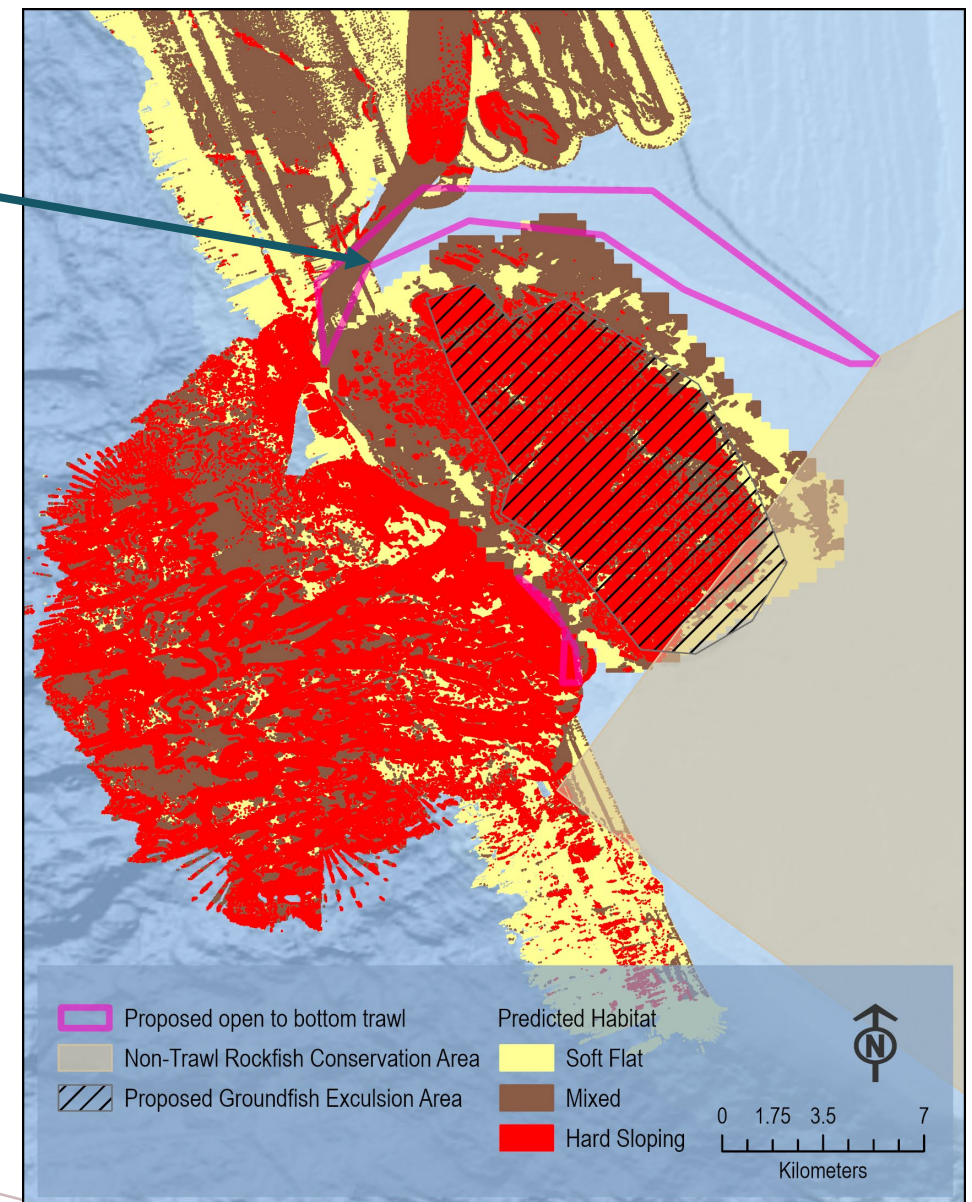 Proposed open to bottom trawl
Non-Trawl Rockfish Conservation Area
Proposed Groundfish Exculsion Area
Predicted Habitat
Soft Flat
Mixed
Hard Sloping
N
0 1.75 3.5 7
Kilometers